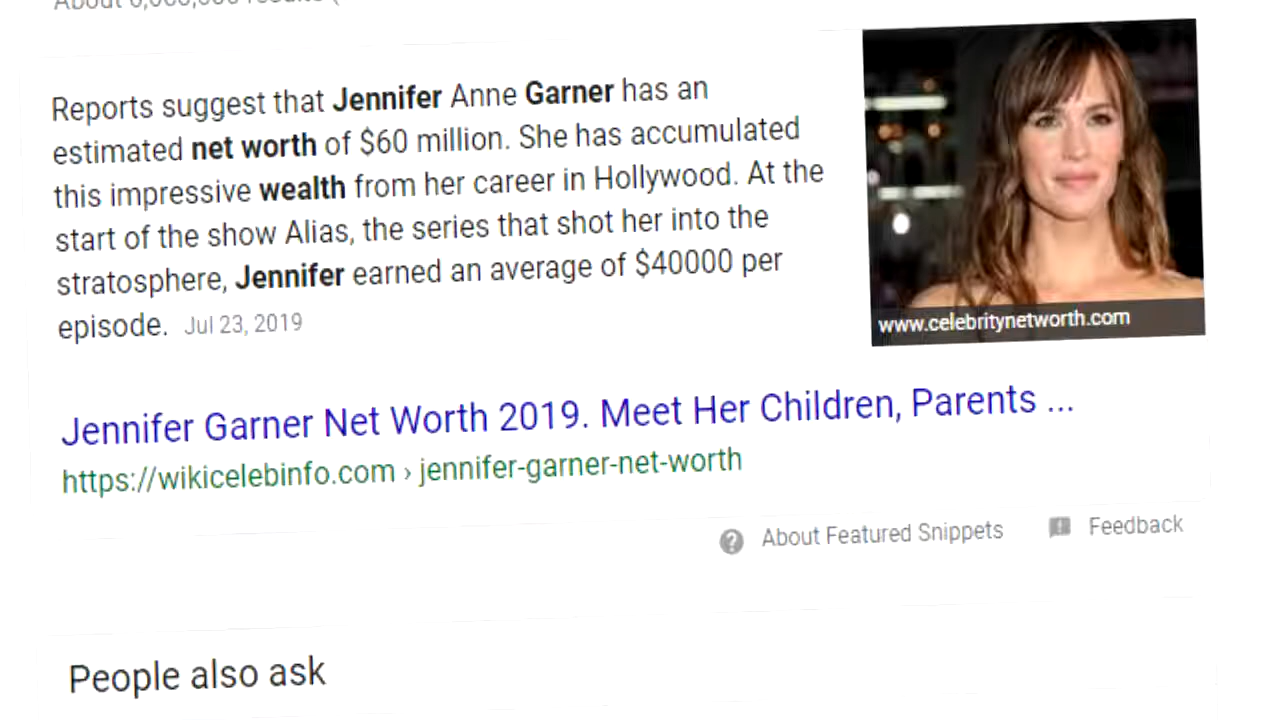 Reports suggest that Jennifer Anne Garner has an
estimated net worth of $60 million. She has accumulated
this impressive wealth from her career in Hollywood. At the
start of the show Alias, the series that shot her into the
stratosphere, Jennifer earned an average of $40000 per
episode. Jul 23, 2019
www.celebritynetworth.com
Jennifer Garner Net Worth 2019. Meet Her Children, Parents ...
https://wikicelebinfo.com › jennifer-garner-net-worth
About Featured Snippets Feedback
People also ask